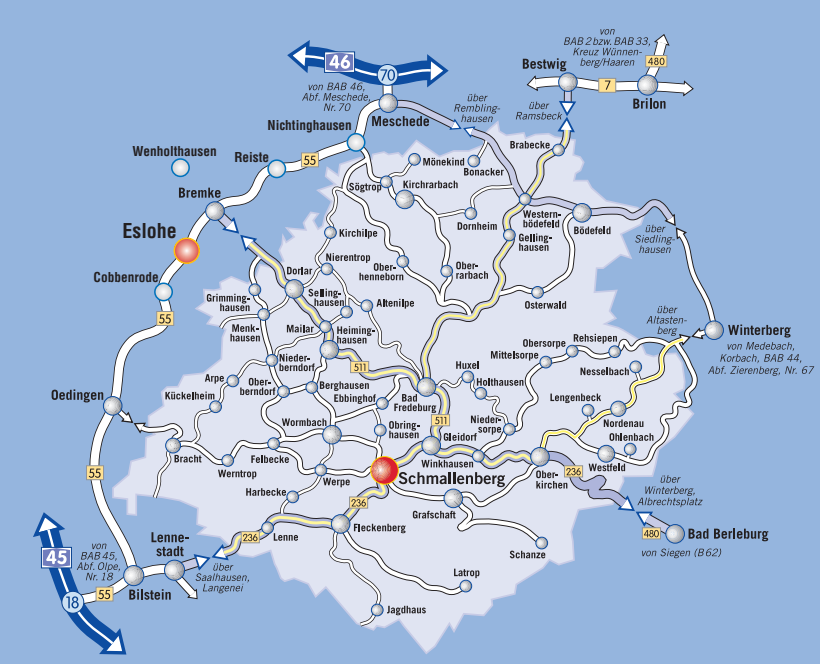 von
BAB 2 bzw. BAB 33,
Kreuz Wünnen-
berg/Haaren
480
46
70
Bestwig
7
Brilon
von BAB 46,
Abf. Meschede,
Nr. 70
Meschede
über
Rembling-
hausen
über
Ramsbeck
Nichtinghausen
Wenholthausen
Reiste
55
Mönekind
Bonacker
Brabecke
Bremke
Sögtrop
Kirchrarbach
Western-
bödefeld
Bödefeld
Dornheim
Eslohe
Kirchilpe
Gelling-
hausen
über
Siedling-
hausen
Cobbenrode
Nierentrop
Ober-
henneborn
Ober-
rarbach
Dorlar
Grimming-
hausen
Selling-
hausen
Altenilpe
Osterwald
55
Menk-
hausen
Mailar
Heiming-
hausen
über
Altasten-
berg
Winterberg
von Medebach,
Korbach, BAB 44,
Abf. Zierenberg, Nr. 67
Obersorpe
Rehsiepen
Mittelsorpe
Nesselbach
Nieder-
berndorf
511
Huxel
Holthausen
Arpe
Ober-
berndorf
Berghausen
Ebbinghof
Bad
Fredeburg
Oedingen
Kückelheim
Lengenbeck
Nordenau
Wormbach
Obring-
hausen
511
Gleidorf
Nieder-
sorpe
Ohlenbach
Bracht
Felbecke
Werntrop
Werpe
Winkhausen
Ober-
kirchen
Westfeld
236
55
Schmallenberg
Harbecke
236
Grafschaft
über
Winterberg,
Albrechtsplatz
480
Bad Berleburg
von Siegen (B 62)
45
von
BAB 45,
Abf. Olpe,
Nr. 18
Lenne-
stadt
236
Lenne
Fleckenberg
Schanze
18
55
Bilstein
über
Saalhausen,
Langenei
Latrop
Jagdhaus